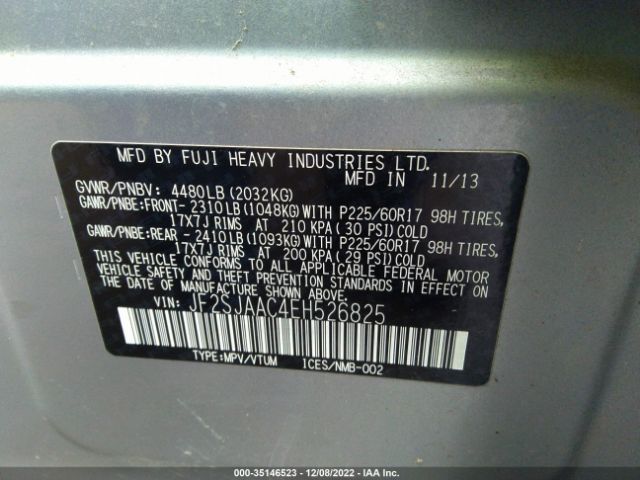 MFD BY FUJI HEAVY INDUSTRIES LTD.
MFD IN 11/13
GVWR/PNBV: 4480LB (2032KG)
GAWR/PNBE:FRONT- 2310LB (1048KG)WITH P225/60R17 98H TIRES,
17X7J RIMS AT 210 KPA( 30 PSI) COLD
GAWR/PNBE:REAR - 2410LB (1093KG)WITH P225/60R17 98H TIRES,
17X7J RIMS AT 200 KPA( 29 PSI)COLD
THIS VEHICLE CONFORMS TO ALL APPLICABLE FEDERAL MOTOR
VEHICLE SAFETY AND THEFT PREVENTION STANDARDS IN EFFECT ON
THE DATE OF MANUFACTURE SHOWN ABOVE.
VIN: JF2SJAAC4EH526825
TYPE:MPV/VTUM ICES/NMB-002
000-35146523 - 12/08/2022 - IAA Corp.